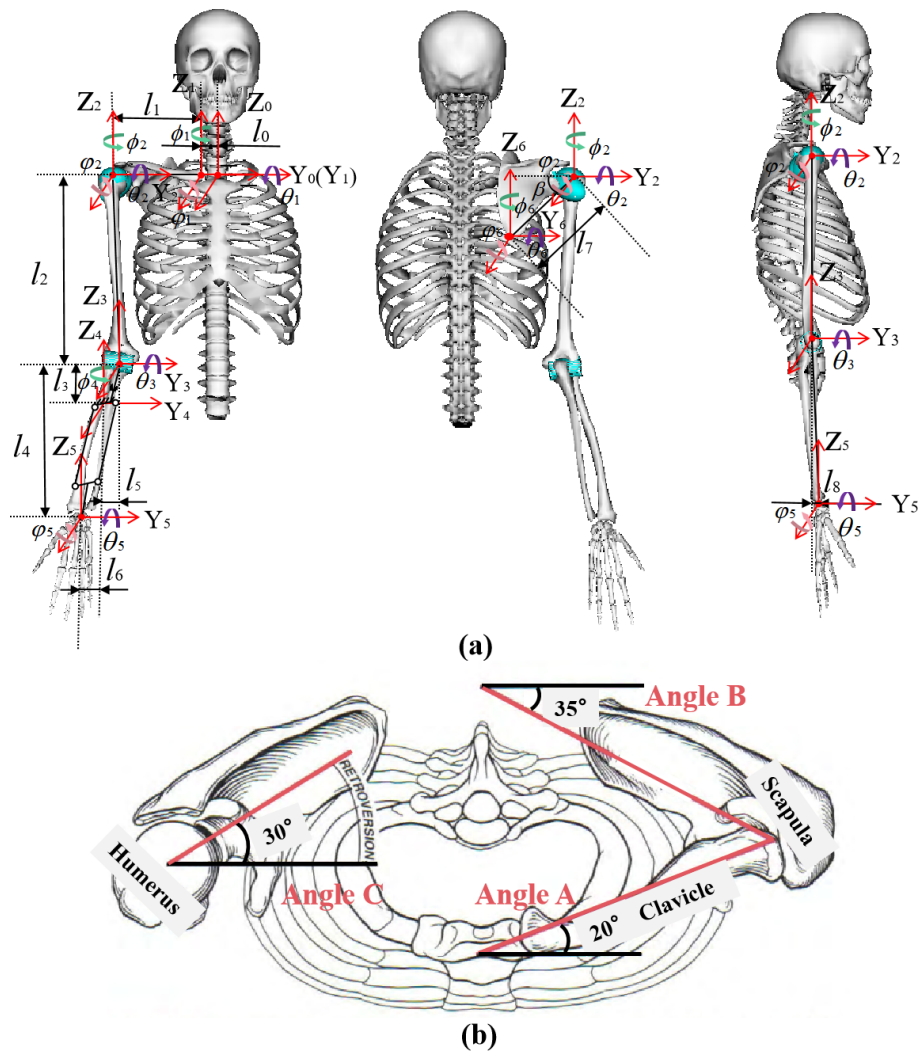 Z₂ l₁ Z₁ Z₀ l₀
ϕ₂ ϕ₁
φ₂ θ₂ Y₂ φ₁ Y₀(Y₁) θ₁
l₂
Z₃
Z₄
l₃ ϕ₄ θ₃ Y₃
Y₄
l₄ Z₅
l₅
φ₅ θ₅ Y₅
l₆
Z₂
Z₆ ϕ₂
φ₂ Y₂
β θ₂
ϕ₆ Y₆
φ₆ θ₆ l₇
Z₂
ϕ₂
φ₂ Y₂
θ₂
Z₃
Y₃
θ₃
Z₅
l₈
φ₅ Y₅
θ₅
(a)
Angle B
35°
RETROVERSION
Scapula
30°
Humerus
Angle C
Angle A
20° Clavicle
(b)